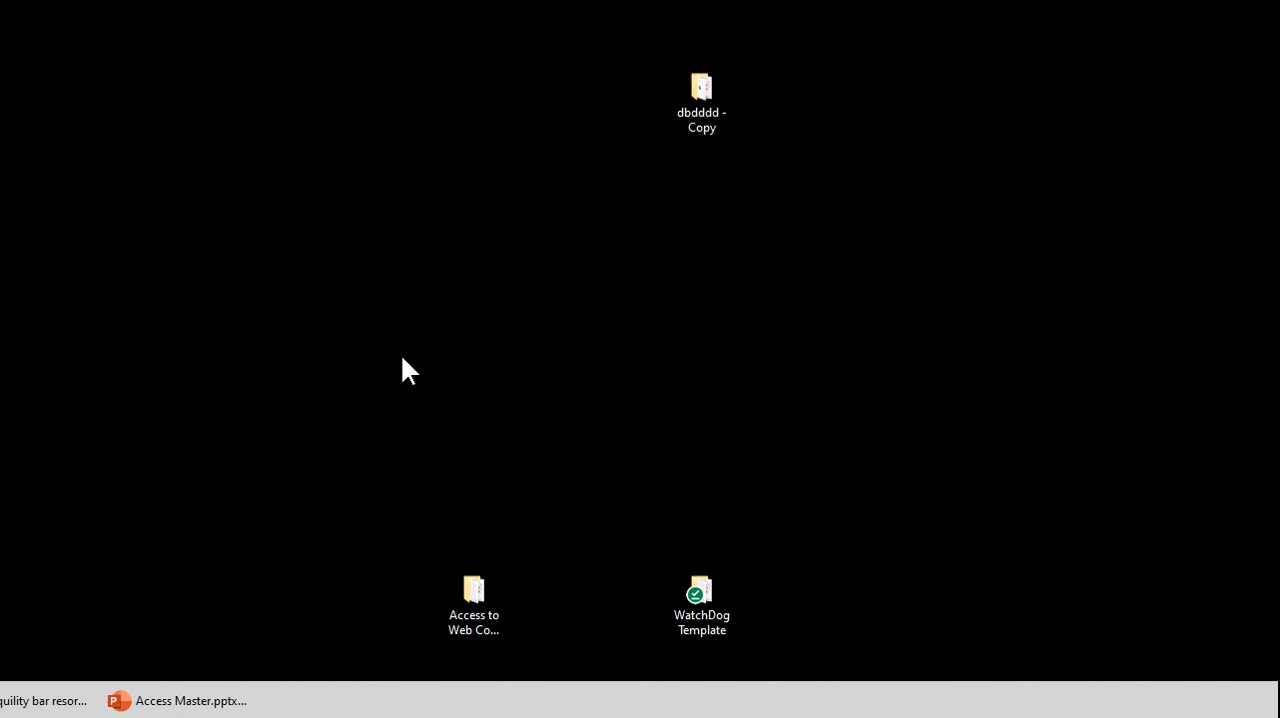 dbdddd -
Copy
Access to
Web Co...
WatchDog
Template
quility bar resor...
Access Master.pptx...